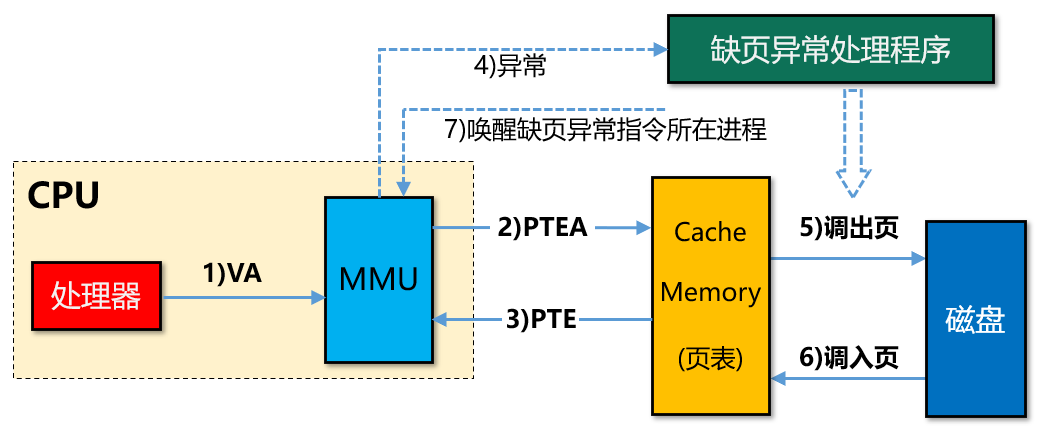 缺页异常处理程序
4)异常
7)唤醒缺页异常指令所在进程
CPU
处理器
1)VA
MMU
2)PTEA
3)PTE
Cache
Memory
(页表)
5)调出页
6)调入页
磁盘